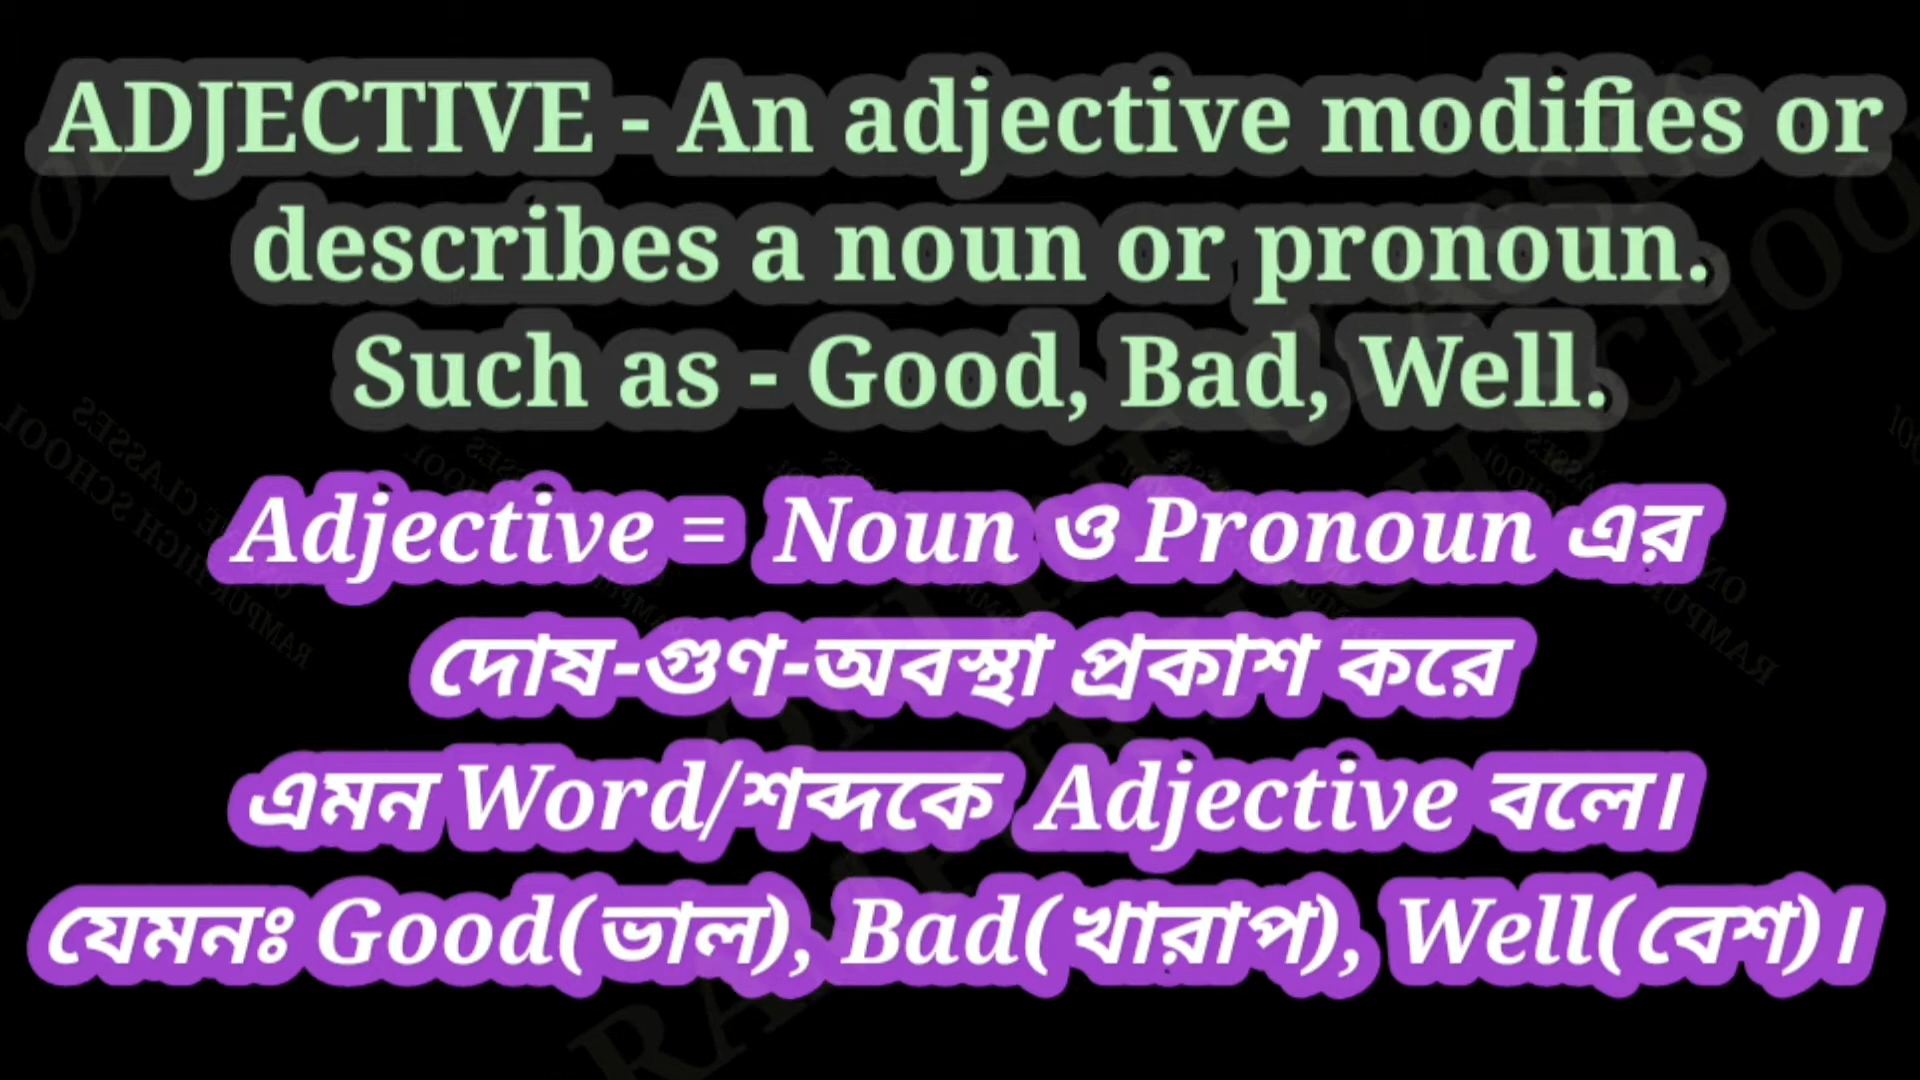 ADJECTIVE - An adjective modifies or
describes a noun or pronoun.
Such as - Good, Bad, Well.
Adjective = Noun ও Pronoun এর
দোষ-গুণ-অবস্থা প্রকাশ করে
এমন Word/শব্দকে Adjective বলে।
যেমনঃ Good(ভাল), Bad(খারাপ), Well(বেশ)।